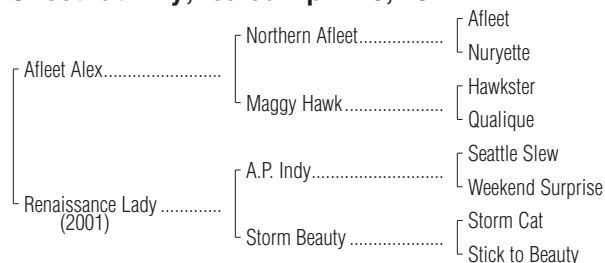 Afleet
Northern Afleet
Nuryette
Afleet Alex
Hawkster
Maggy Hawk
Qualique
Seattle Slew
A.P. Indy
Weekend Surprise
Renaissance Lady
(2001)
Storm Cat
Storm Beauty
Stick to Beauty